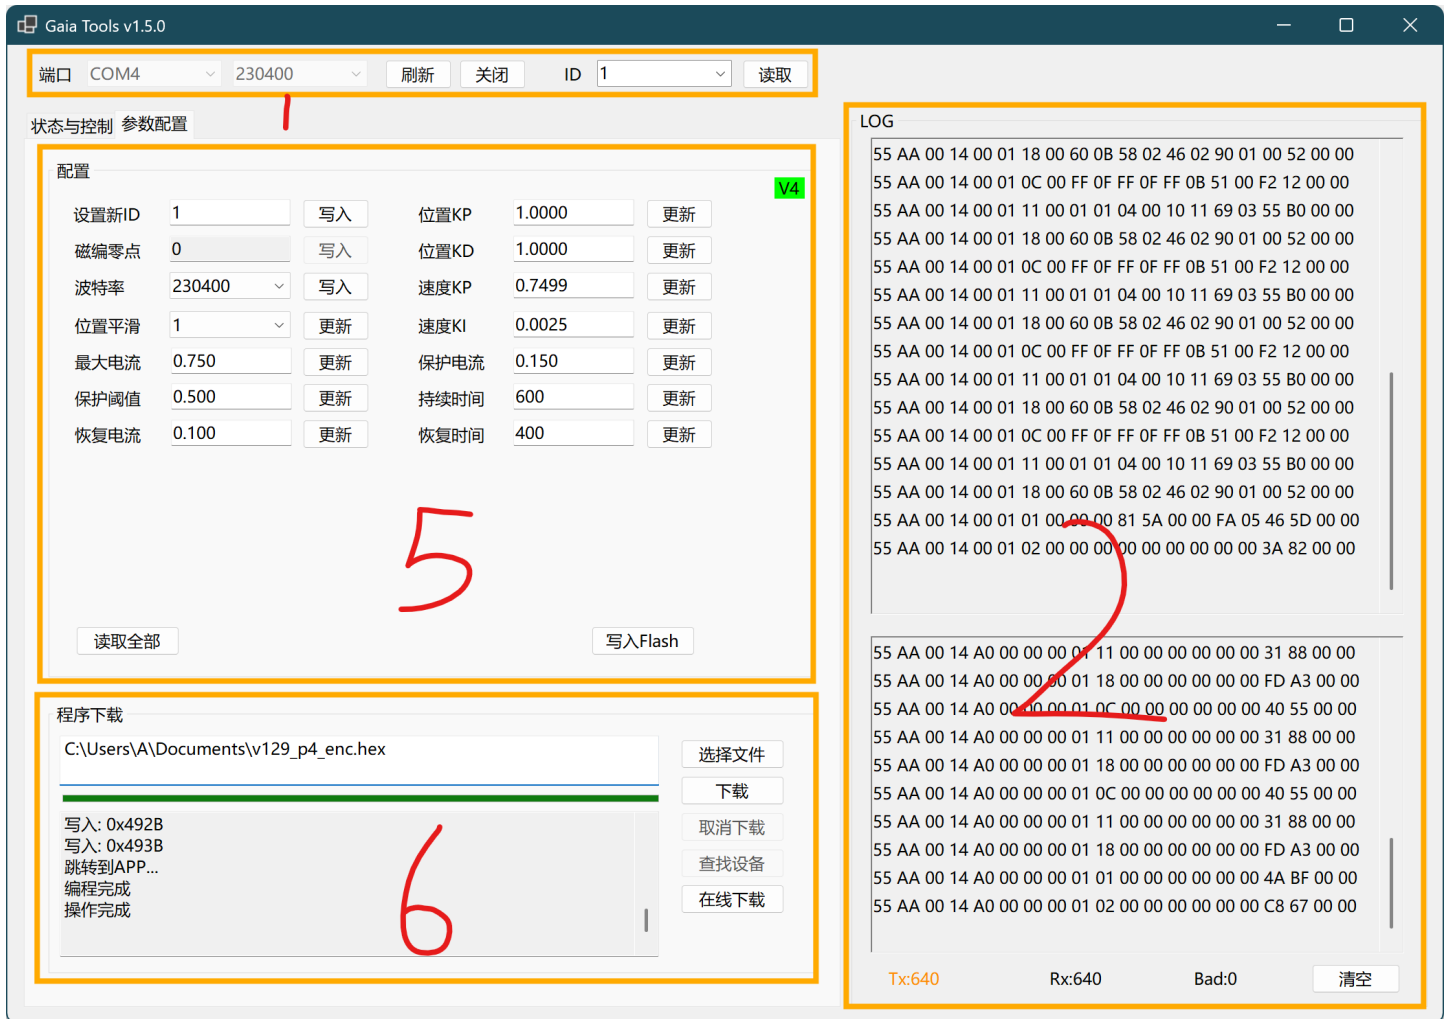 Gaia Tools v1.5.0
端口 COM4 230400 刷新 关闭 ID 1 读取
1
状态与控制 参数配置
配置
V4
设置新ID 1 写入 位置KP 1.0000 更新
磁编零点 0 写入 位置KD 1.0000 更新
波特率 230400 写入 速度KP 0.7499 更新
位置平滑 1 更新 速度KI 0.0025 更新
最大电流 0.750 更新 保护电流 0.150 更新
保护阈值 0.500 更新 持续时间 600 更新
恢复电流 0.100 更新 恢复时间 400 更新
5
读取全部 写入Flash
程序下载
C:\Users\A\Documents\v129_p4_enc.hex
选择文件
下载
取消下载
查找设备
在线下载
写入: 0x492B
写入: 0x493B
跳转到APP...
编程完成
操作完成
6
LOG
55 AA 00 14 00 01 18 00 60 0B 58 02 46 02 90 01 00 52 00 00
55 AA 00 14 00 01 0C 00 FF 0F FF 0F FF 0B 51 00 F2 12 00 00
55 AA 00 14 00 01 11 00 01 01 04 00 10 11 69 03 55 B0 00 00
55 AA 00 14 00 01 18 00 60 0B 58 02 46 02 90 01 00 52 00 00
55 AA 00 14 00 01 0C 00 FF 0F FF 0F FF 0B 51 00 F2 12 00 00
55 AA 00 14 00 01 11 00 01 01 04 00 10 11 69 03 55 B0 00 00
55 AA 00 14 00 01 18 00 60 0B 58 02 46 02 90 01 00 52 00 00
55 AA 00 14 00 01 0C 00 FF 0F FF 0F FF 0B 51 00 F2 12 00 00
55 AA 00 14 00 01 11 00 01 01 04 00 10 11 69 03 55 B0 00 00
55 AA 00 14 00 01 18 00 60 0B 58 02 46 02 90 01 00 52 00 00
55 AA 00 14 00 01 0C 00 FF 0F FF 0F FF 0B 51 00 F2 12 00 00
55 AA 00 14 00 01 11 00 01 01 04 00 10 11 69 03 55 B0 00 00
55 AA 00 14 00 01 18 00 60 0B 58 02 46 02 90 01 00 52 00 00
55 AA 00 14 00 01 01 00 00 00 81 5A 00 00 FA 05 46 5D 00 00
55 AA 00 14 00 01 02 00 00 00 00 00 00 00 00 00 3A 82 00 00
2
55 AA 00 14 A0 00 00 00 01 11 00 00 00 00 00 00 31 88 00 00
55 AA 00 14 A0 00 00 00 01 18 00 00 00 00 00 00 FD A3 00 00
55 AA 00 14 A0 00 00 00 01 0C 00 00 00 00 00 00 40 55 00 00
55 AA 00 14 A0 00 00 00 01 11 00 00 00 00 00 00 31 88 00 00
55 AA 00 14 A0 00 00 00 01 18 00 00 00 00 00 00 FD A3 00 00
55 AA 00 14 A0 00 00 00 01 0C 00 00 00 00 00 00 40 55 00 00
55 AA 00 14 A0 00 00 00 01 11 00 00 00 00 00 00 31 88 00 00
55 AA 00 14 A0 00 00 00 01 18 00 00 00 00 00 00 FD A3 00 00
55 AA 00 14 A0 00 00 00 01 01 00 00 00 00 00 00 4A BF 00 00
55 AA 00 14 A0 00 00 00 01 02 00 00 00 00 00 00 C8 67 00 00
Tx:640 Rx:640 Bad:0 清空